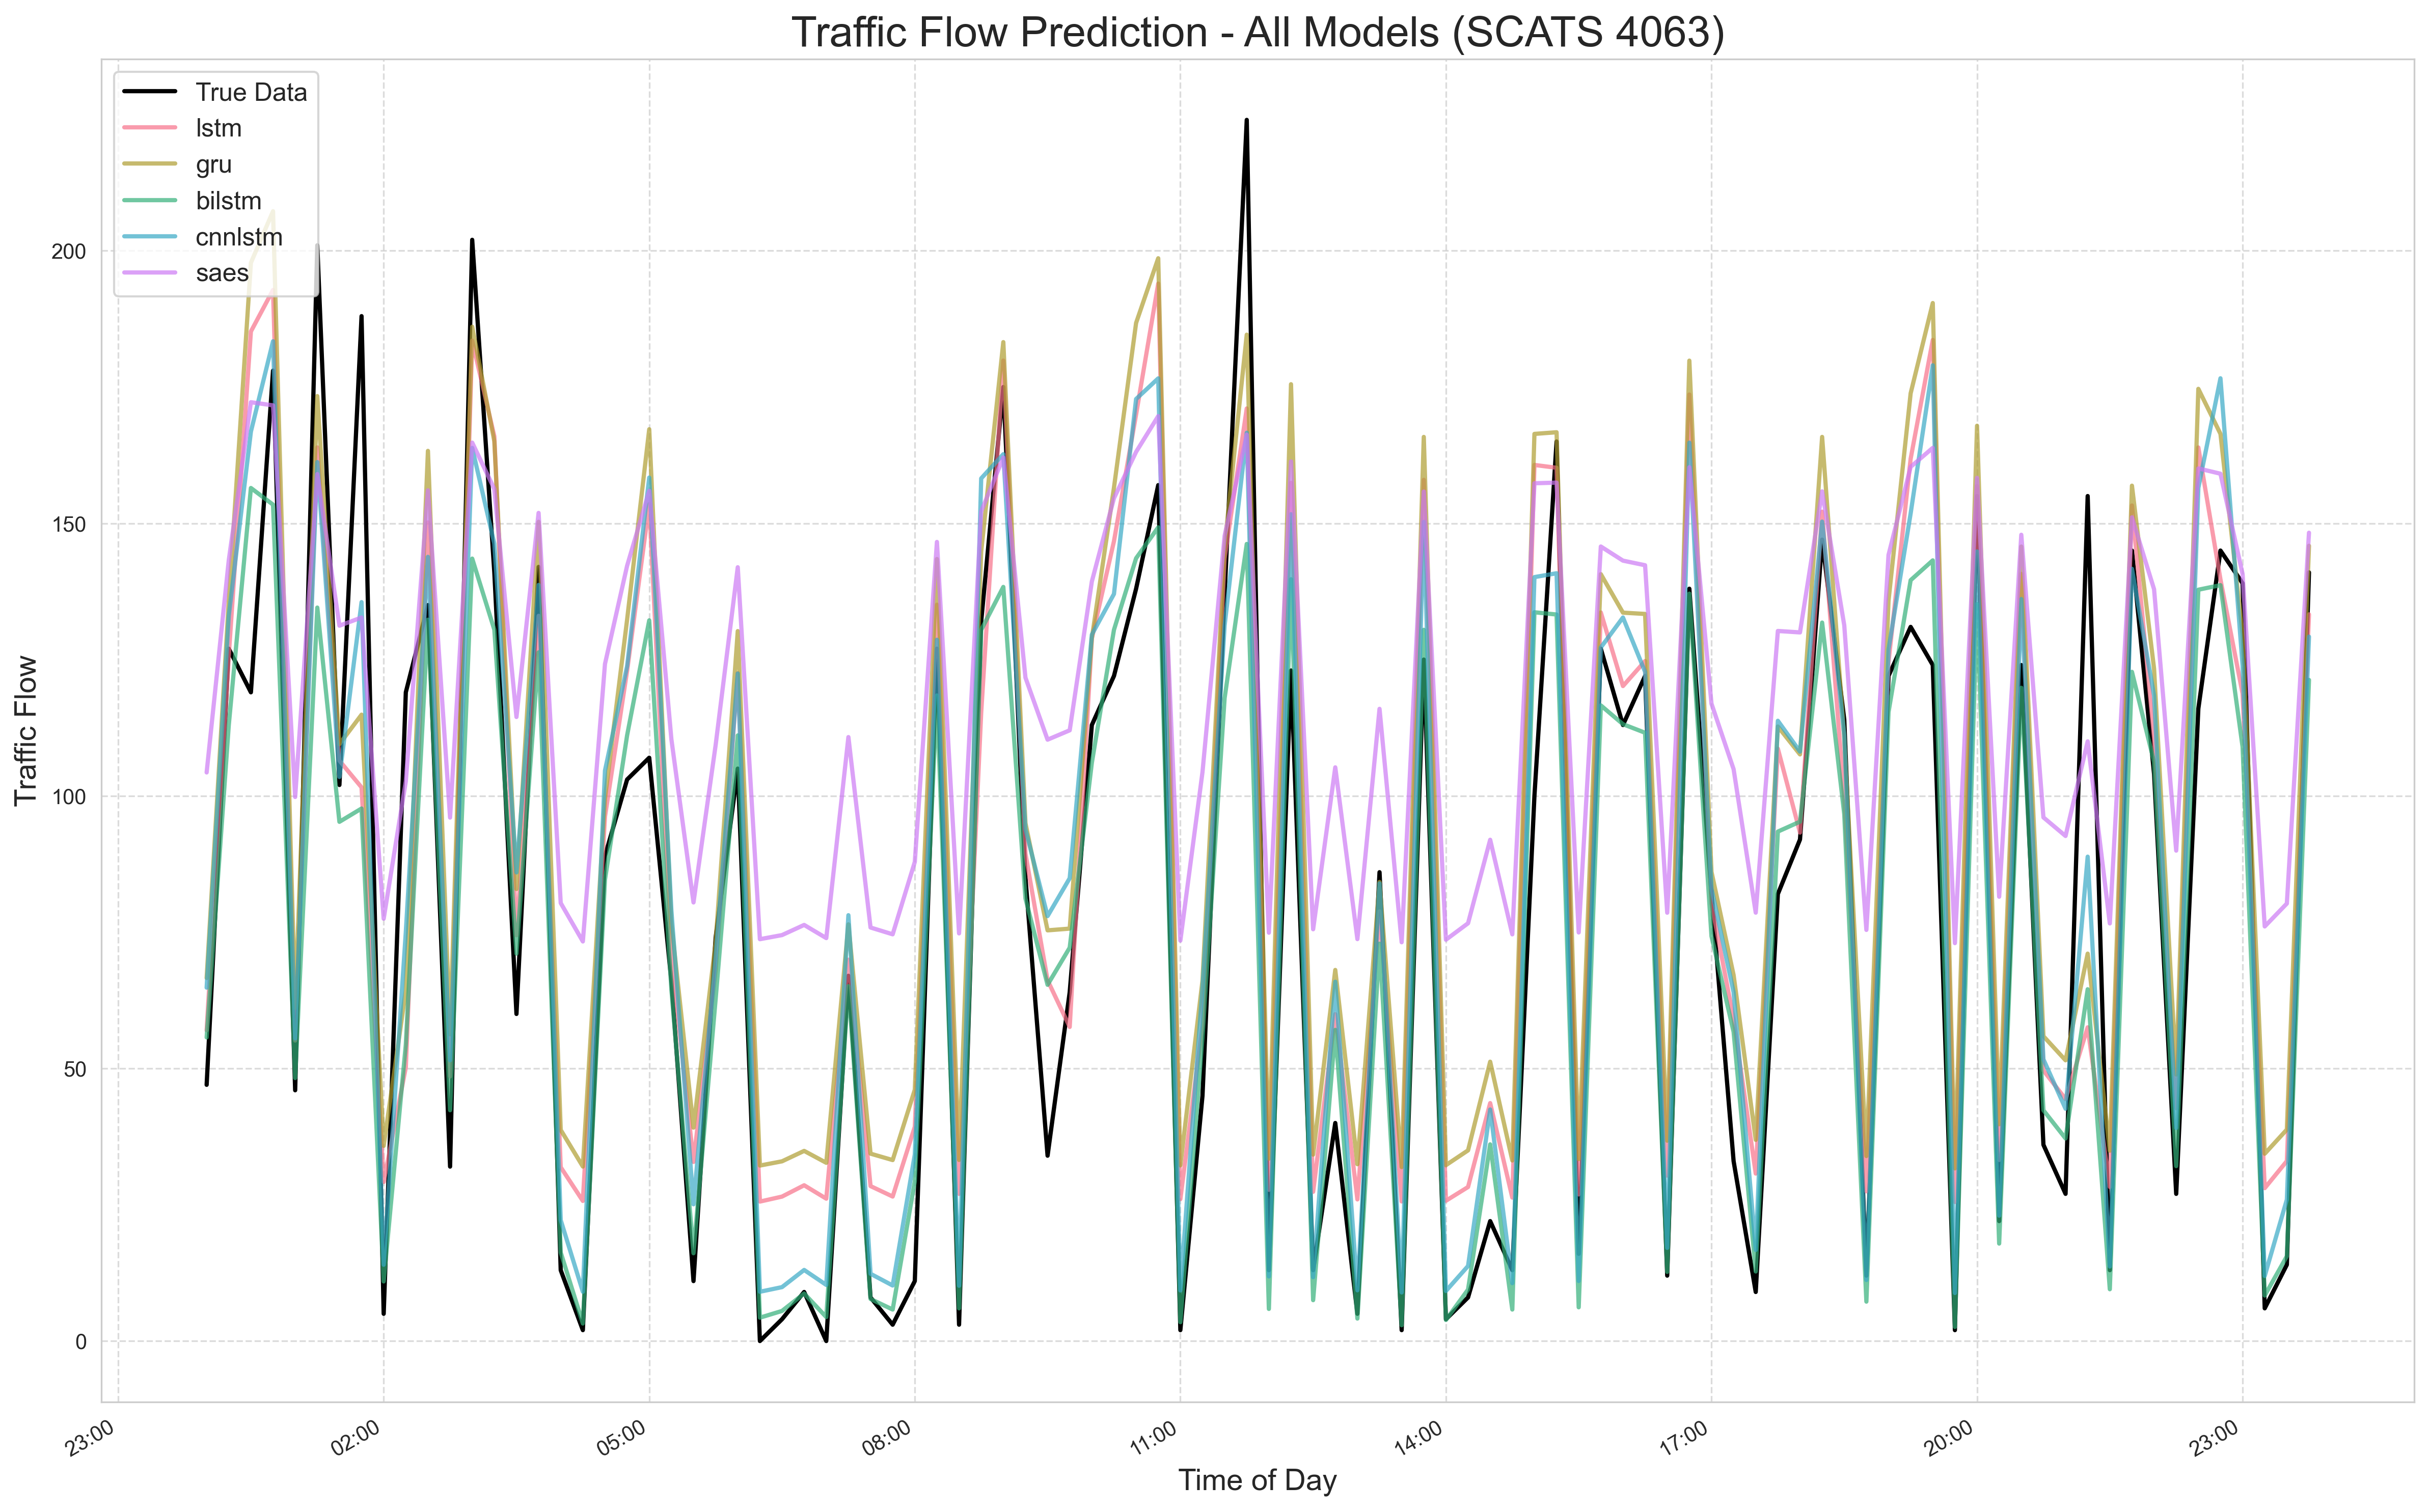 Traffic Flow Prediction - All Models (SCATS 4063)
True Data
lstm
gru
bilstm
cnnlstm
saes
Traffic Flow
200
150
100
50
0
23:00
02:00
05:00
08:00
11:00
14:00
17:00
20:00
23:00
Time of Day